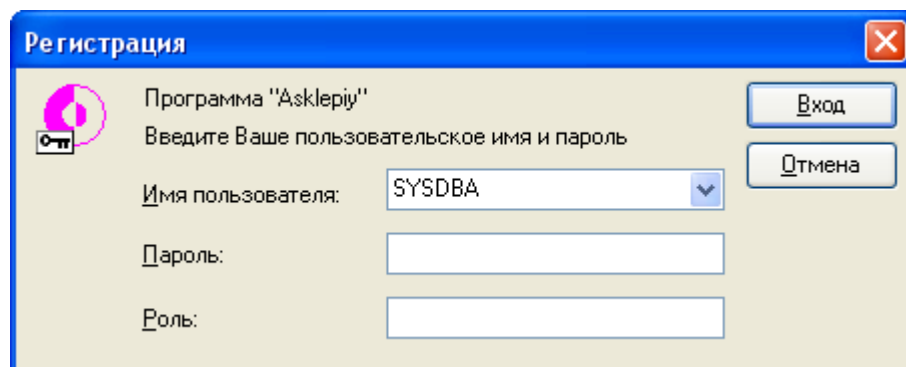 Регистрация
Программа "Asklepiy"
Введите Ваше пользовательское имя и пароль
Вход
Отмена
Имя пользователя:
SYSDBA
Пароль:
Роль: